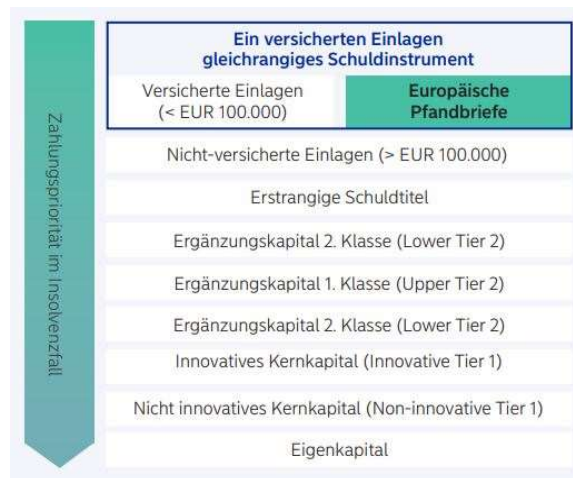 Zahlungspriorität im Insolvenzfall
Ein versicherten Einlagen
gleichrangiges Schuldinstrument
Versicherte Einlagen
(< EUR 100.000)
Europäische
Pfandbriefe
Nicht-versicherte Einlagen (> EUR 100.000)
Erstrangige Schuldtitel
Ergänzungskapital 2. Klasse (Lower Tier 2)
Ergänzungskapital 1. Klasse (Upper Tier 2)
Ergänzungskapital 2. Klasse (Lower Tier 2)
Innovatives Kernkapital (Innovative Tier 1)
Nicht innovatives Kernkapital (Non-innovative Tier 1)
Eigenkapital